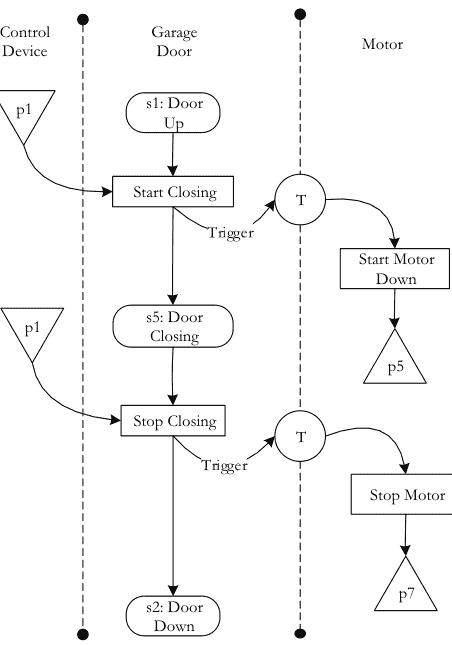 Control
Device
Garage
Door
Motor
p1
s1: Door
Up
Start Closing
T
Trigger
Start Motor
Down
p1
s5: Door
Closing
p5
Stop Closing
T
Trigger
Stop Motor
p7
s2: Door
Down